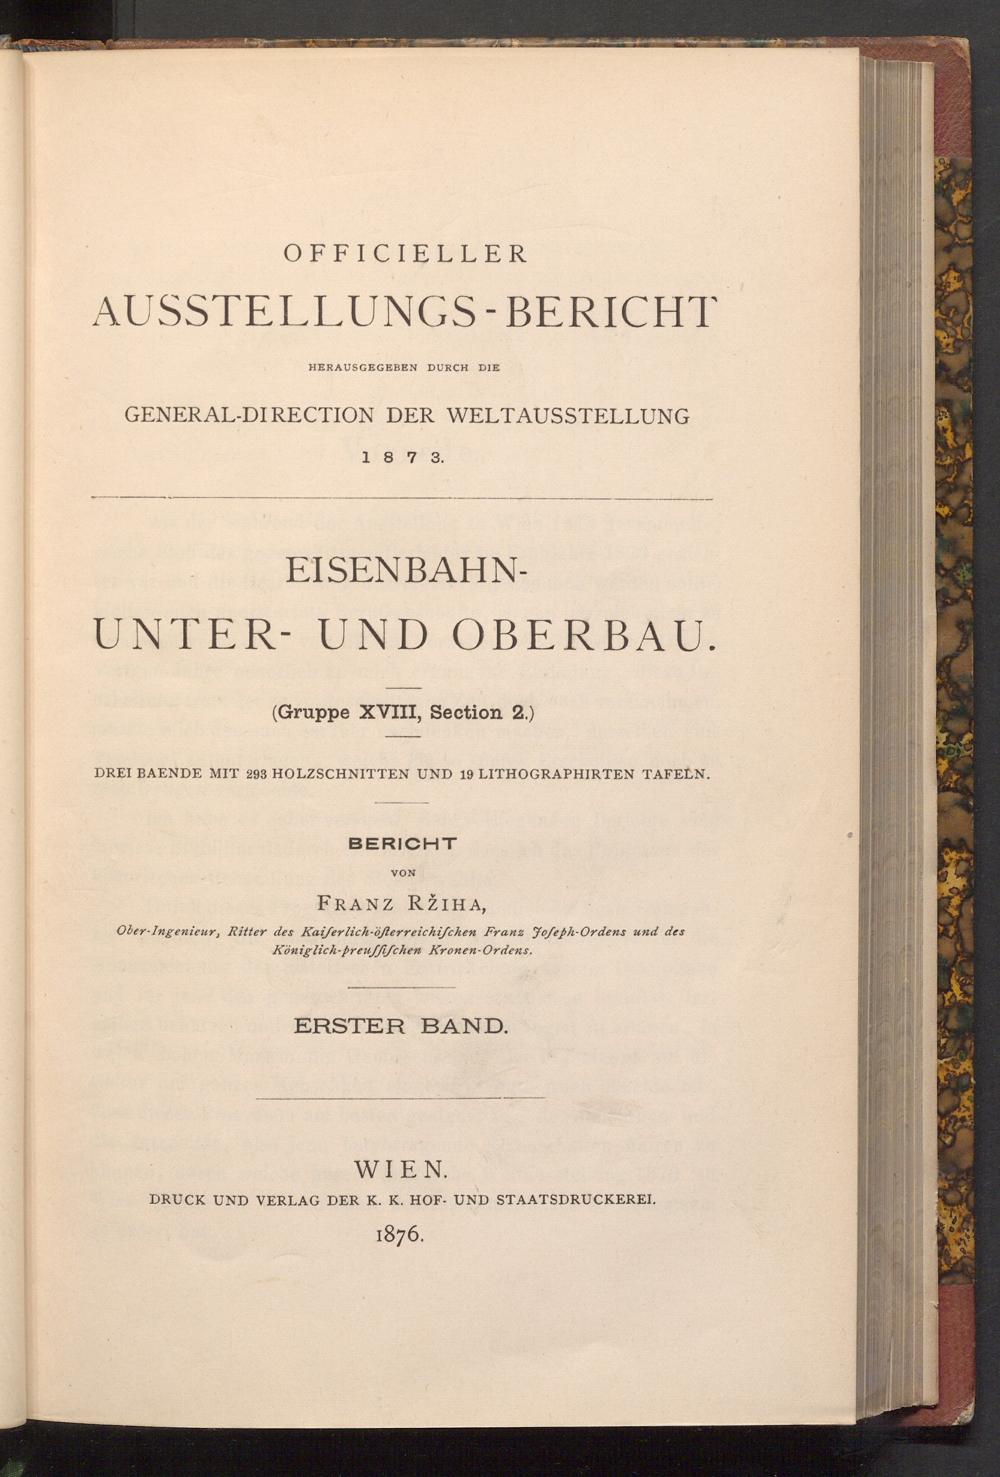 OFFICIELLER
AUSSTELLUNGS-BERICHT
HERAUSGEGEBEN DURCH DIE
GENERAL-DIRECTION DER WELTAUSSTELLUNG
1873.
EISENBAHN-
UNTER- UND OBERBAU.
(Gruppe XVIII, Section 2.)
DREI BAENDE MIT 293 HOLZSCHNITTEN UND 19 LITHOGRAPHIRTEN TAFELN.
BERICHT
VON
FRANZ RŽIHA,
Ober-Ingenieur, Ritter des Kaiſerlich-öſterreichiſchen Franz Joſeph-Ordens und des
Königlich-preuſſiſchen Kronen-Ordens.
ERSTER BAND.
WIEN.
DRUCK UND VERLAG DER K. K. HOF- UND STAATSDRUCKEREI.
1876.